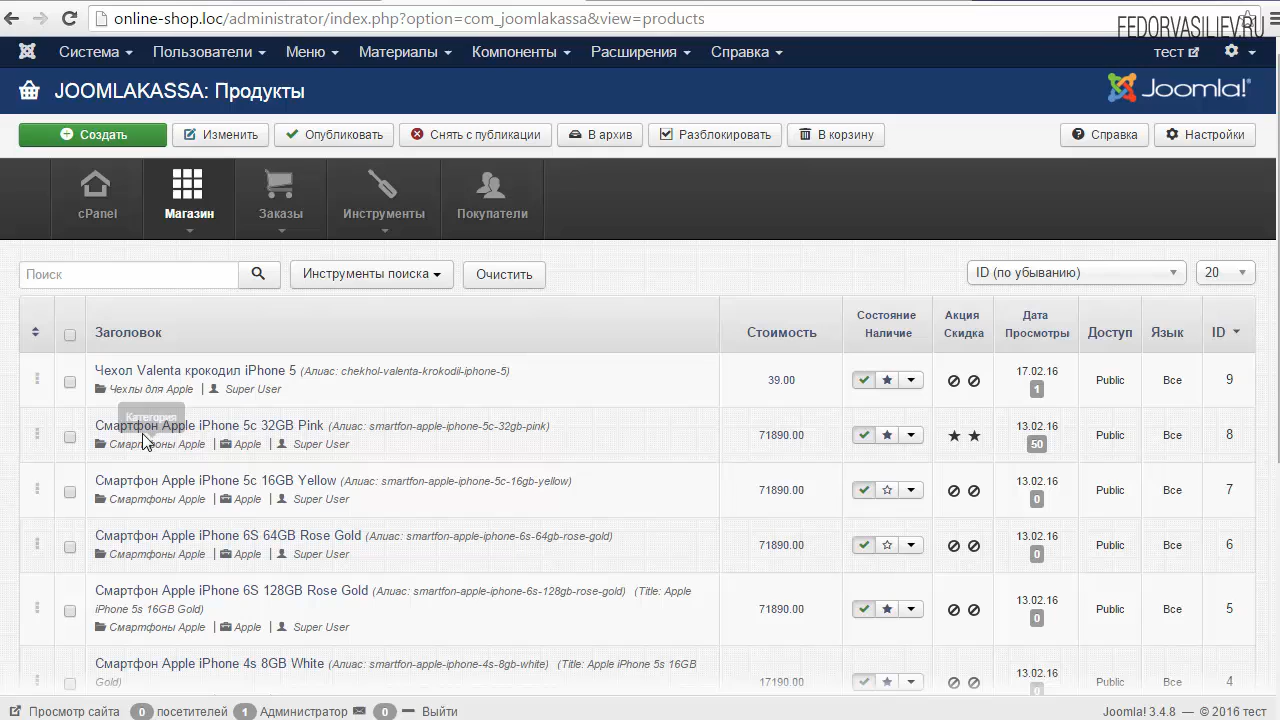 online-shop.loc/administrator/index.php?option=com_joomlakassa&view=products
FEDORVASILIEV.RU
Система Пользователи Меню Материалы Компоненты Расширения Справка тест
JOOMLAKASSA: Продукты Joomla!
Создать Изменить Опубликовать Снять с публикации В архив Разблокировать В корзину Справка Настройки
cPanel Магазин Заказы Инструменты Покупатели
Поиск Инструменты поиска Очистить ID (по убыванию) 20
Заголовок Стоимость Состояние Наличие Акция Скидка Дата Просмотры Доступ Язык ID
Чехол Valenta крокодил iPhone 5 (Алиас: chekhol-valenta-krokodil-iphone-5)
Чехлы для Apple | Super User
39.00 17.02.16 1 Public Все 9
Категория
Смартфон Apple iPhone 5c 32GB Pink (Алиас: smartfon-apple-iphone-5c-32gb-pink)
Смартфоны Apple | Apple | Super User
71890.00 13.02.16 50 Public Все 8
Смартфон Apple iPhone 5c 16GB Yellow (Алиас: smartfon-apple-iphone-5c-16gb-yellow)
Смартфоны Apple | Apple | Super User
71890.00 13.02.16 0 Public Все 7
Смартфон Apple iPhone 6S 64GB Rose Gold (Алиас: smartfon-apple-iphone-6s-64gb-rose-gold)
Смартфоны Apple | Apple | Super User
71890.00 13.02.16 0 Public Все 6
Смартфон Apple iPhone 6S 128GB Rose Gold (Алиас: smartfon-apple-iphone-6s-128gb-rose-gold) (Title: Apple
iPhone 5s 16GB Gold)
Смартфоны Apple | Apple | Super User
71890.00 13.02.16 0 Public Все 5
Смартфон Apple iPhone 4s 8GB White (Алиас: smartfon-apple-iphone-4s-8gb-white) (Title: Apple iPhone 5s 16GB
Gold)
17190.00 13.02.16 0 Public Все 4
Просмотр сайта 0 посетителей 1 Администратор 0 Выйти Joomla! 3.4.8 — © 2016 тест